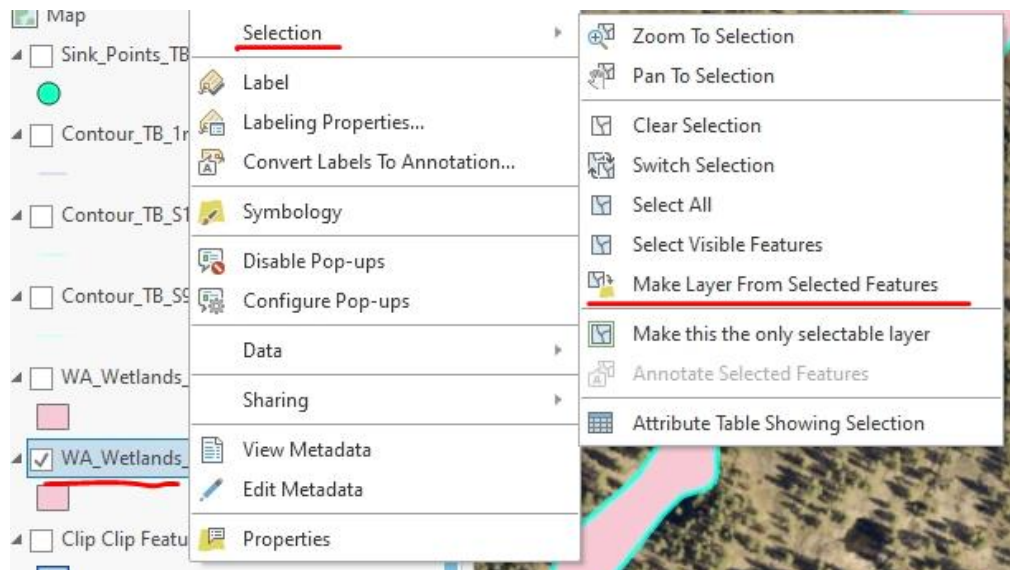 Map
Sink_Points_TB
Contour_TB_1r
Contour_TB_S1
Contour_TB_S9
WA_Wetlands_
WA_Wetlands_
Clip Clip Featu
Selection
Label
Labeling Properties...
Convert Labels To Annotation...
Symbology
Disable Pop-ups
Configure Pop-ups
Data
Sharing
View Metadata
Edit Metadata
Properties
Zoom To Selection
Pan To Selection
Clear Selection
Switch Selection
Select All
Select Visible Features
Make Layer From Selected Features
Make this the only selectable layer
Annotate Selected Features
Attribute Table Showing Selection